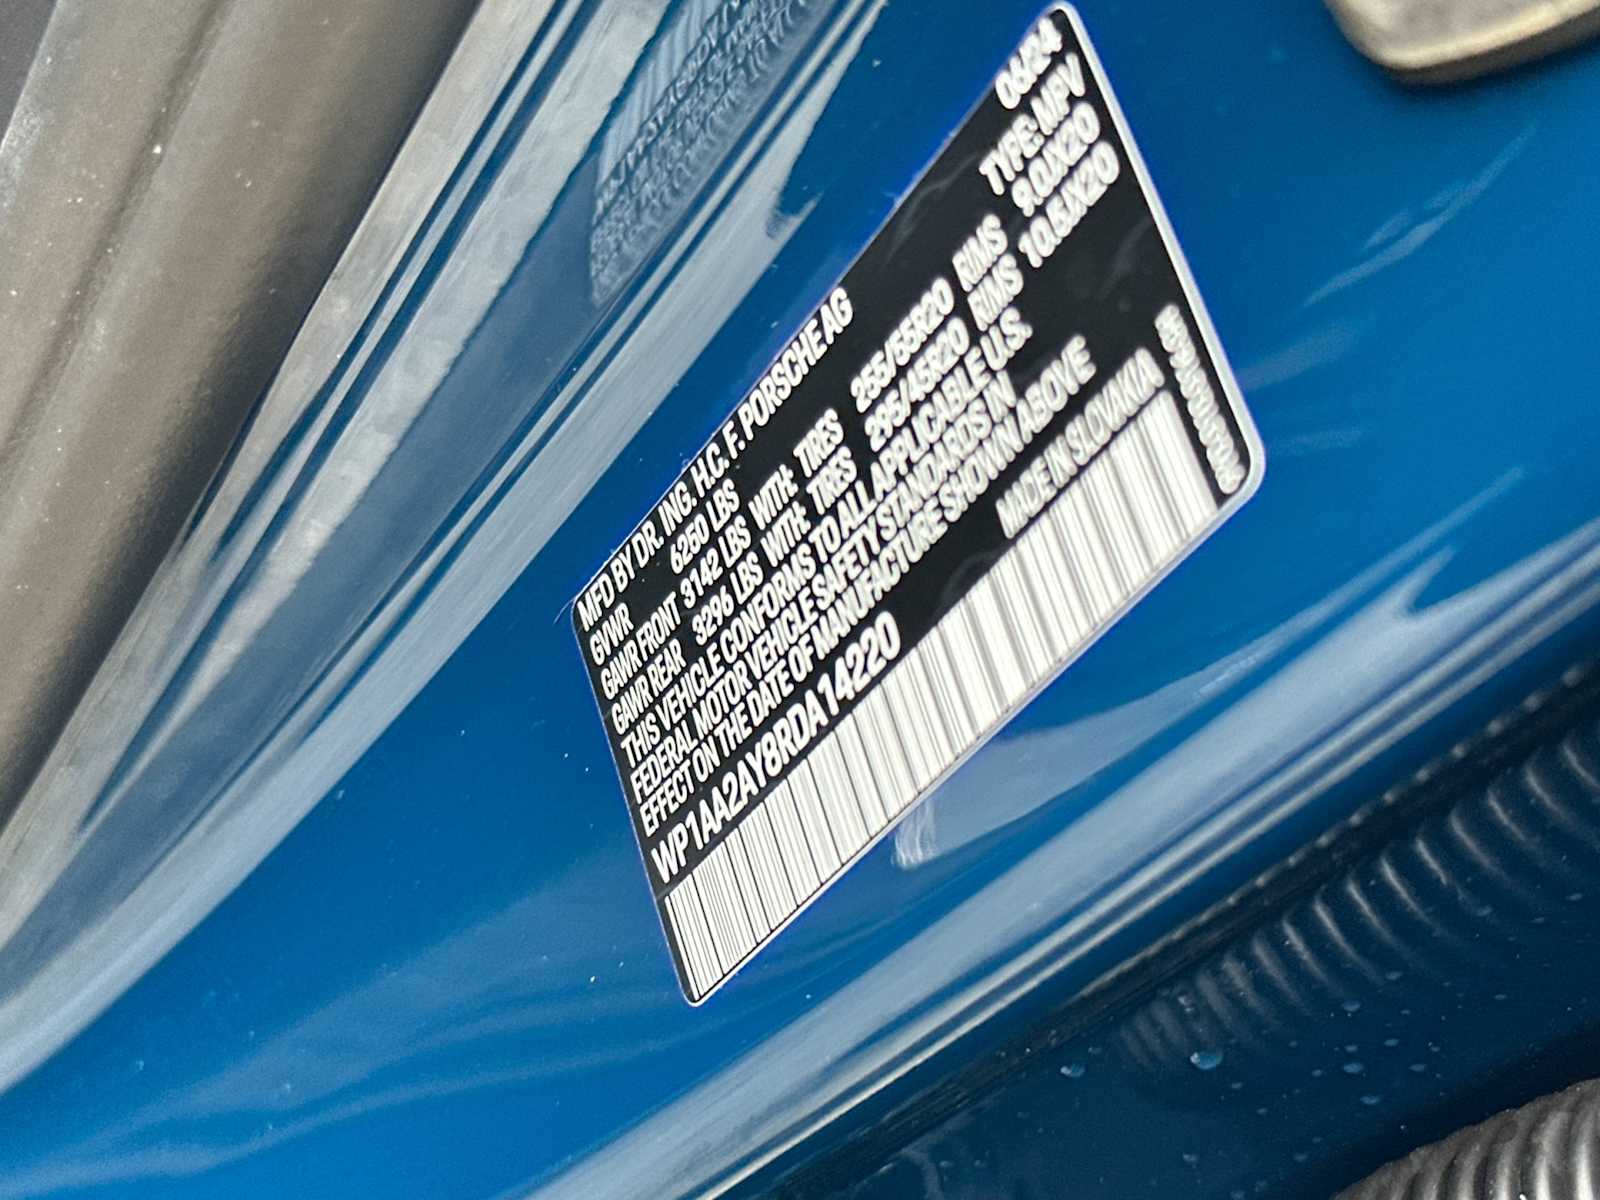 MFD BY DR. ING. H.C. F. PORSCHE AG 06/24
GVWR 6250 LBS TYPE: MPV
GAWR FRONT 3142 LBS WITH: TIRES 255/55R20 RIMS 9.0JX20
GAWR REAR 3296 LBS WITH: TIRES 295/45R20 RIMS 10.5JX20
THIS VEHICLE CONFORMS TO ALL APPLICABLE U.S.
FEDERAL MOTOR VEHICLE SAFETY STANDARDS IN
EFFECT ON THE DATE OF MANUFACTURE SHOWN ABOVE
WP1AA2AY8RDA14220 MADE IN SLOVAKIA